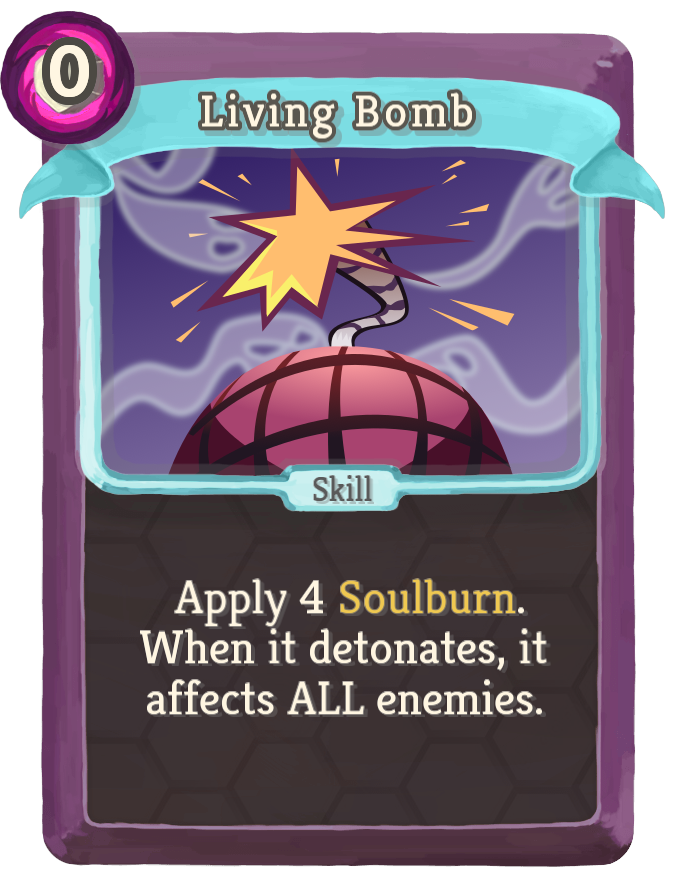 0
Living Bomb
Skill
Apply 4 Soulburn.
When it detonates, it
affects ALL enemies.